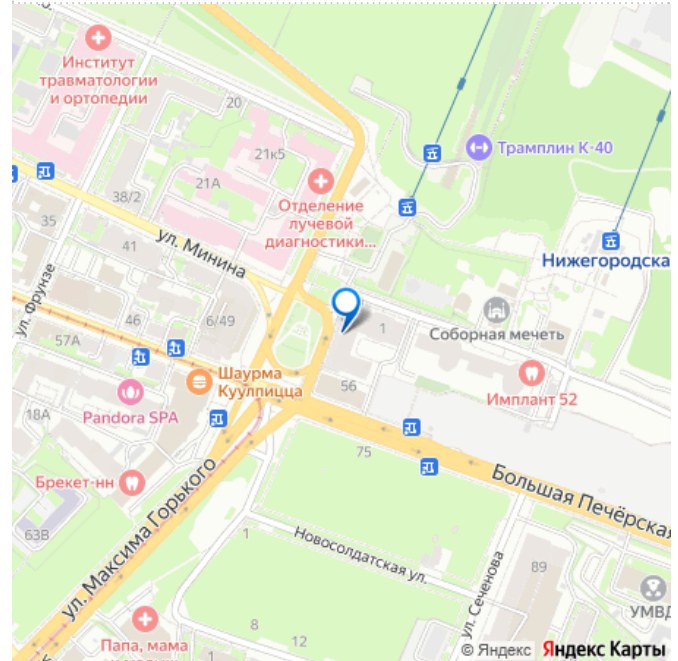 Институт
травматологии
и ортопедии
20
21к5
Трамплин К-40
21А
38/2
Отделение
лучевой
диагностики...
35
41
ул. Минина
Нижегородска
ул. Фрунзе
46
6/49
1
Соборная мечеть
57А
Шаурма
Куулпицца
56
Имплант 52
18А
Pandora SPA
75
Большая Печёрска
Брекет-нн
ул. Максима Горького
63В
1
Новосолдатская ул.
ул. Сеченова
89
УМВД
8
12
Папа, мама
© Яндекс Яндекс Карты